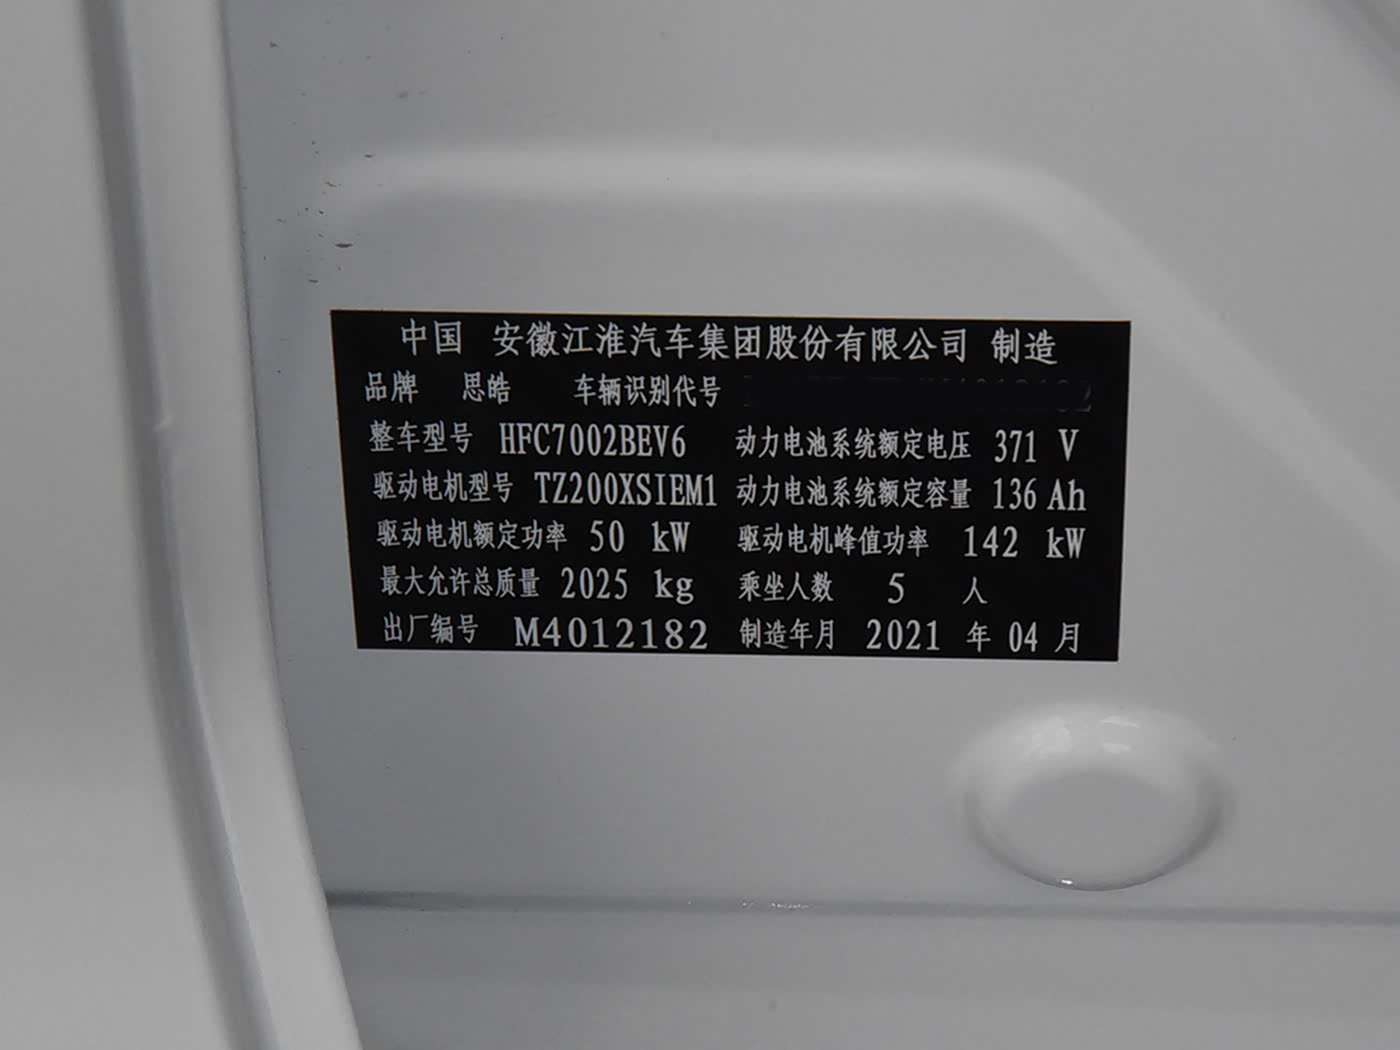 中国 安徽江淮汽车集团股份有限公司 制造
品牌 思皓 车辆识别代号
整车型号 HFC7002BEV6 动力电池系统额定电压 371 V
驱动电机型号 TZ200XSIEM1 动力电池系统额定容量 136 Ah
驱动电机额定功率 50 kW 驱动电机峰值功率 142 kW
最大允许总质量 2025 kg 乘坐人数 5 人
出厂编号 M4012182 制造年月 2021 年 04 月